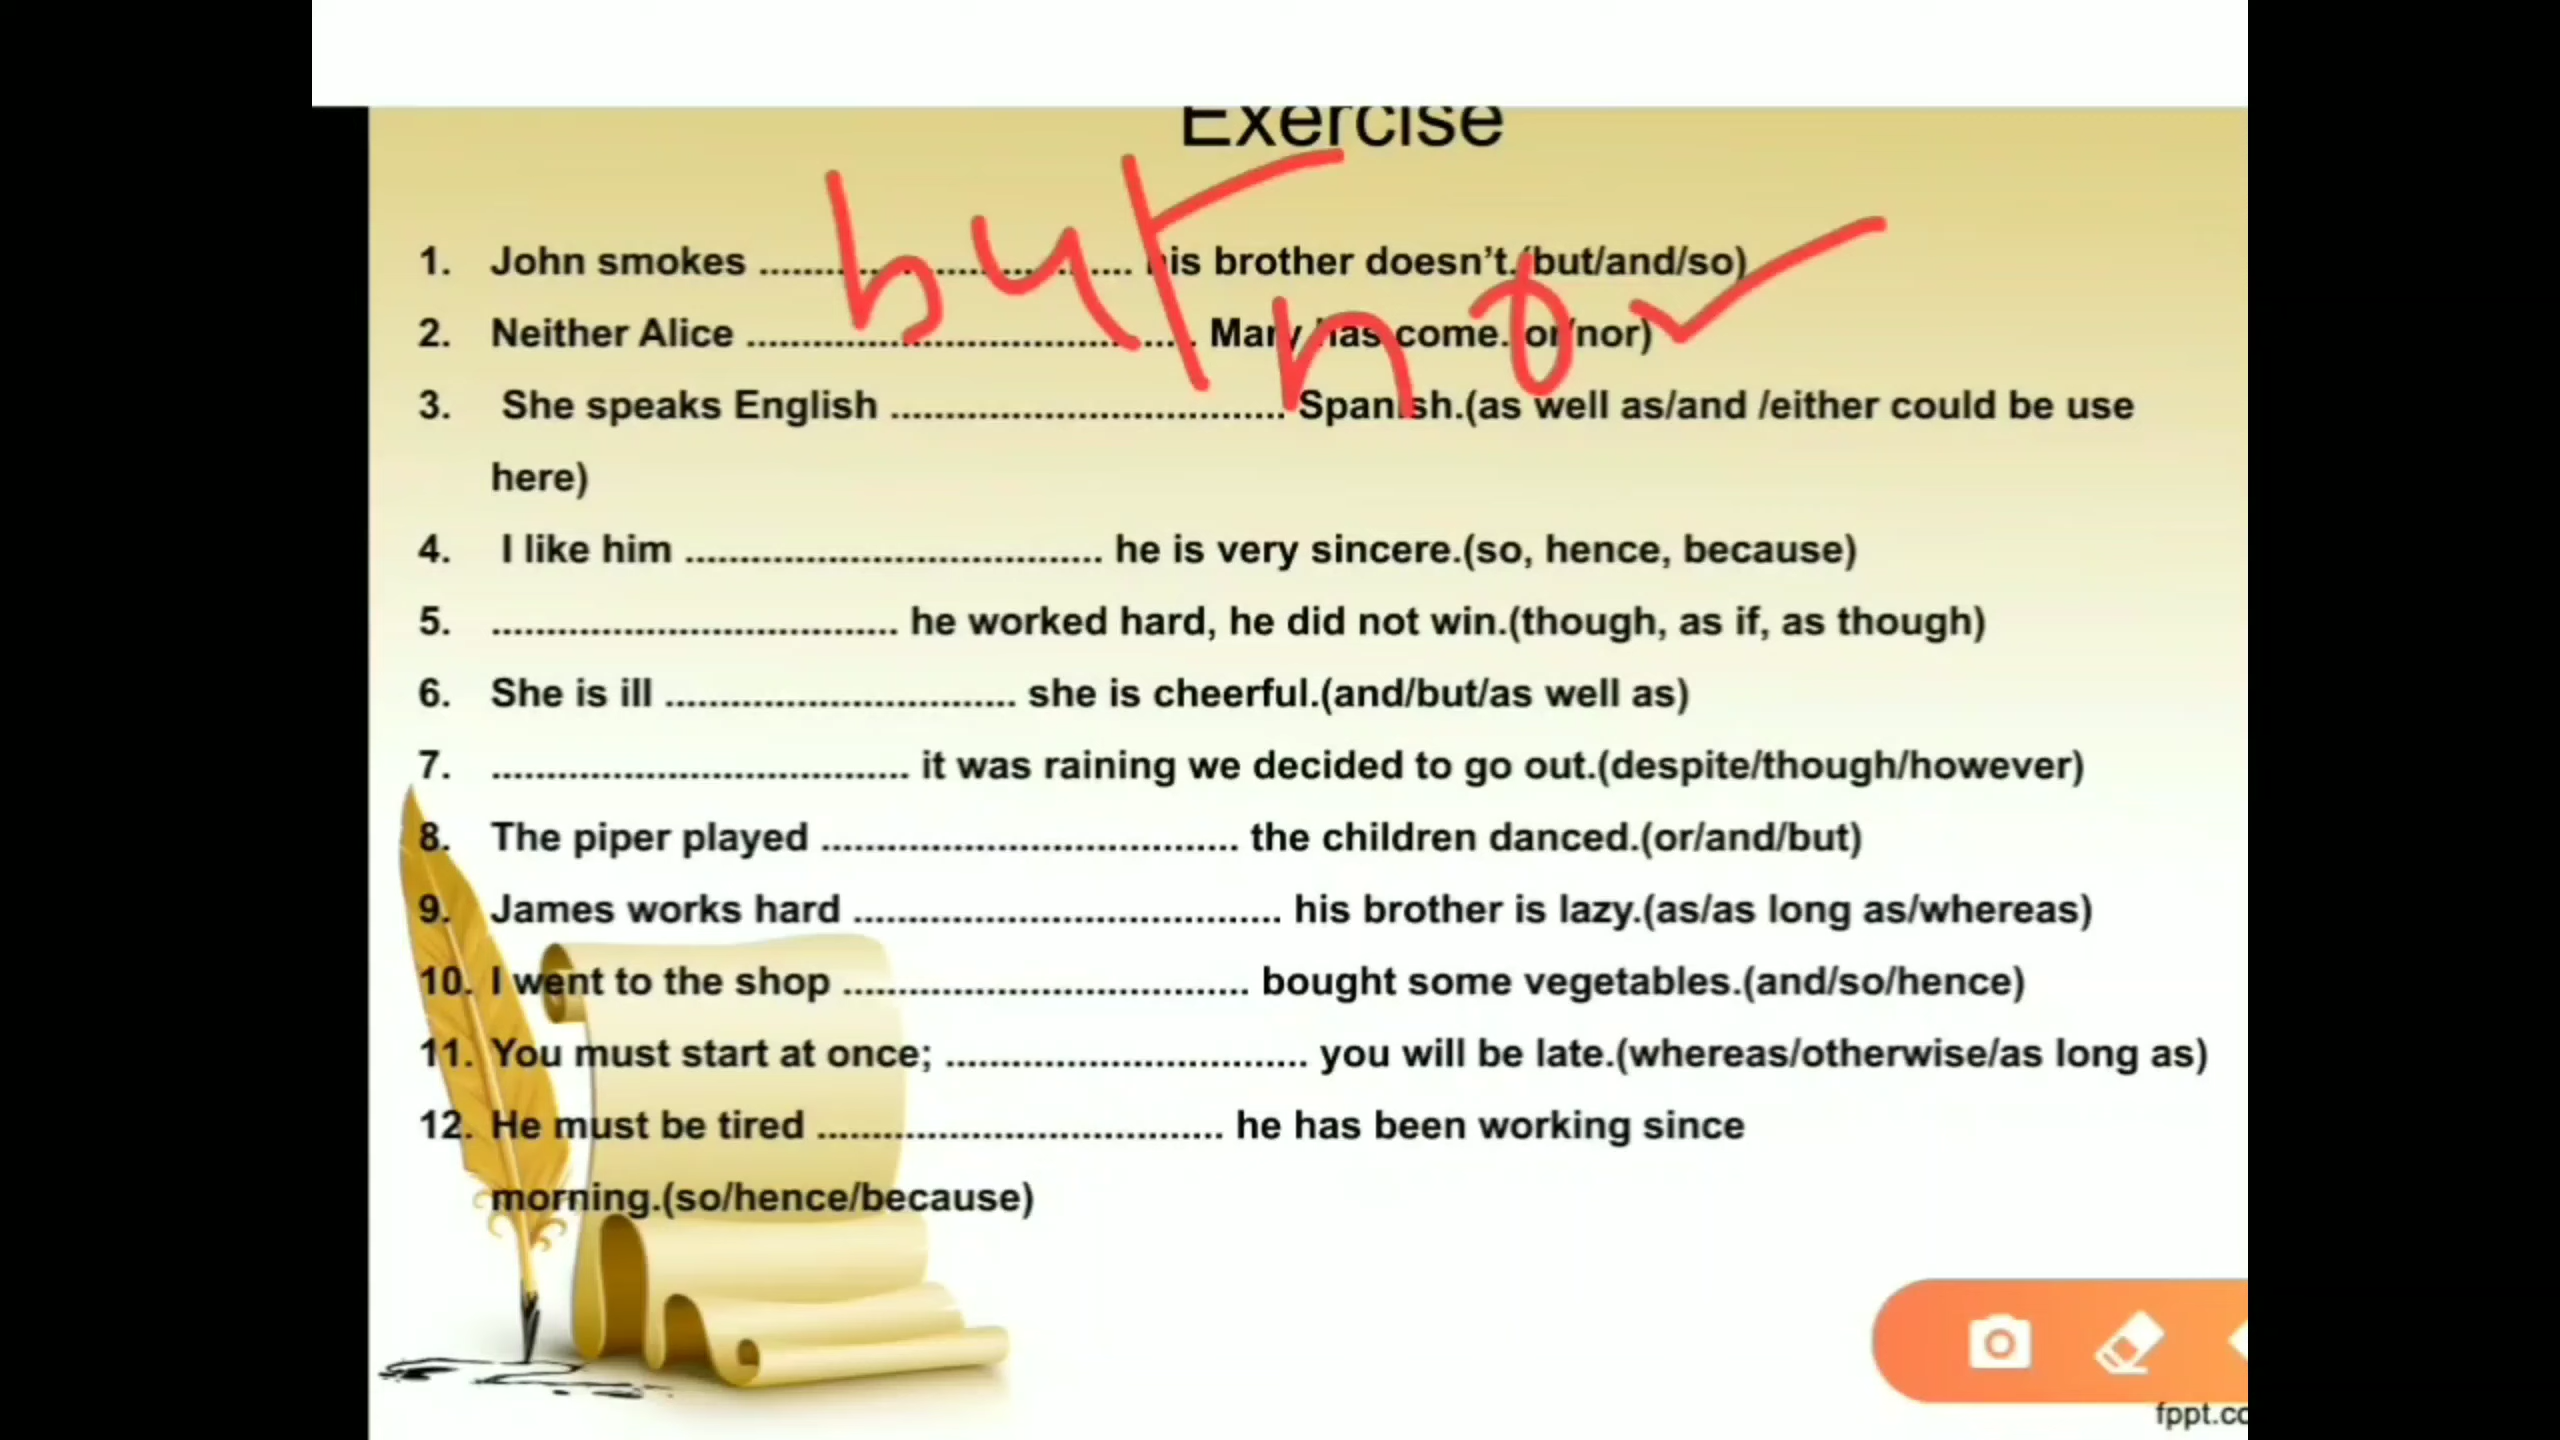 Exercise
but
1. John smokes .................................. his brother doesn't.(but/and/so)
nor
2. Neither Alice ......................................... Mary has come.(or/nor)
3. She speaks English .................................... Spanish.(as well as/and /either could be use
here)
4. I like him ...................................... he is very sincere.(so, hence, because)
5. ..................................... he worked hard, he did not win.(though, as if, as though)
6. She is ill ................................ she is cheerful.(and/but/as well as)
7. ...................................... it was raining we decided to go out.(despite/though/however)
8. The piper played ...................................... the children danced.(or/and/but)
9. James works hard ....................................... his brother is lazy.(as/as long as/whereas)
10. I went to the shop ..................................... bought some vegetables.(and/so/hence)
11. You must start at once; ................................. you will be late.(whereas/otherwise/as long as)
12. He must be tired ..................................... he has been working since
morning.(so/hence/because)
fppt.co